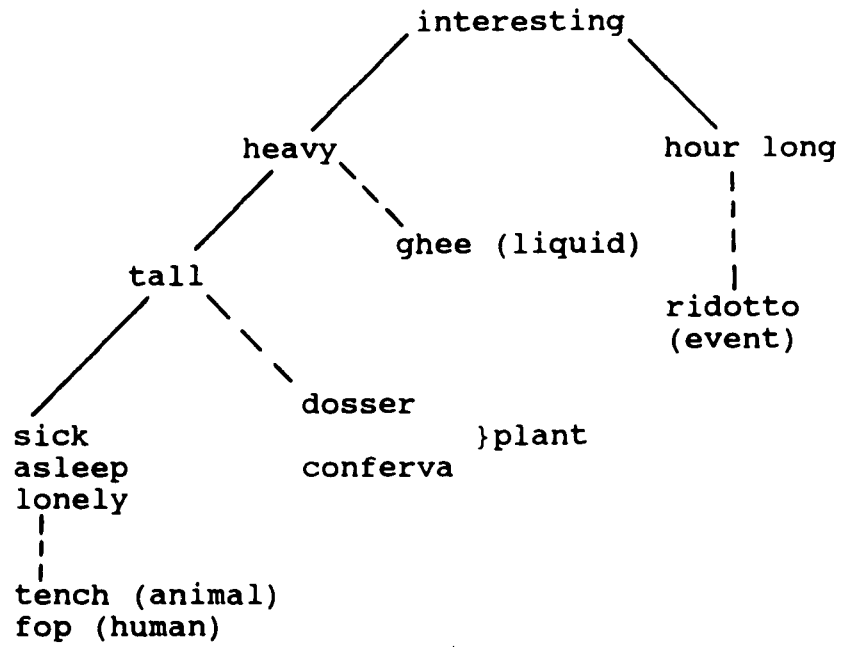 interesting
heavy
hour long
ghee (liquid)
tall
ridotto
(event)
dosser
sick
}plant
asleep
conferva
lonely
tench (animal)
fop (human)